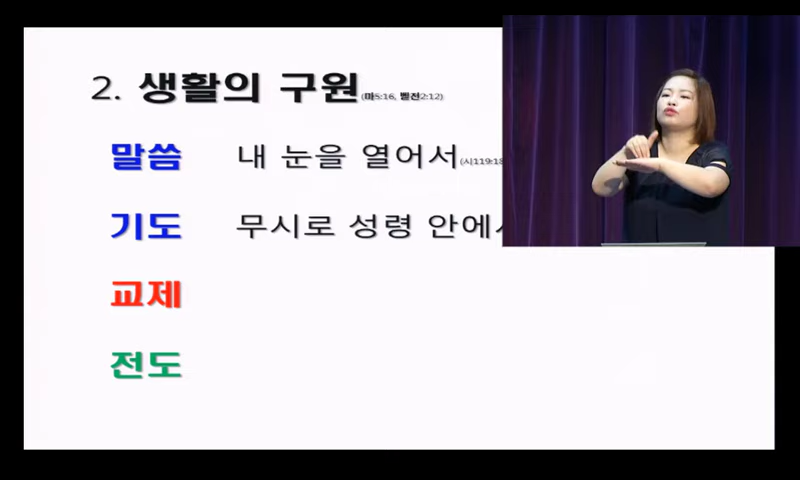 2. 생활의 구원(마5:16, 빌전2:12)
말씀 내 눈을 열어서(시119:18
기도 무시로 성령 안에서
교제
전도